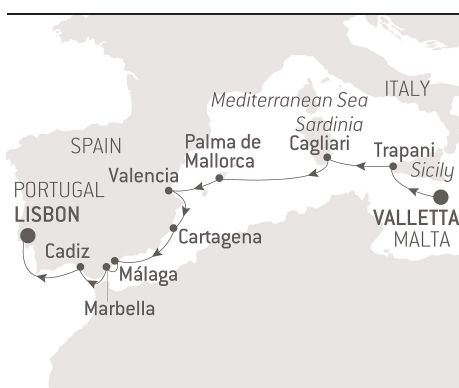 ITALY
Mediterranean Sea
Sardinia
Cagliari
SPAIN
Palma de
Mallorca
Trapani
Sicily
Valencia
PORTUGAL
LISBON
VALLETTA
MALTA
Cartagena
Cadiz
Málaga
Marbella